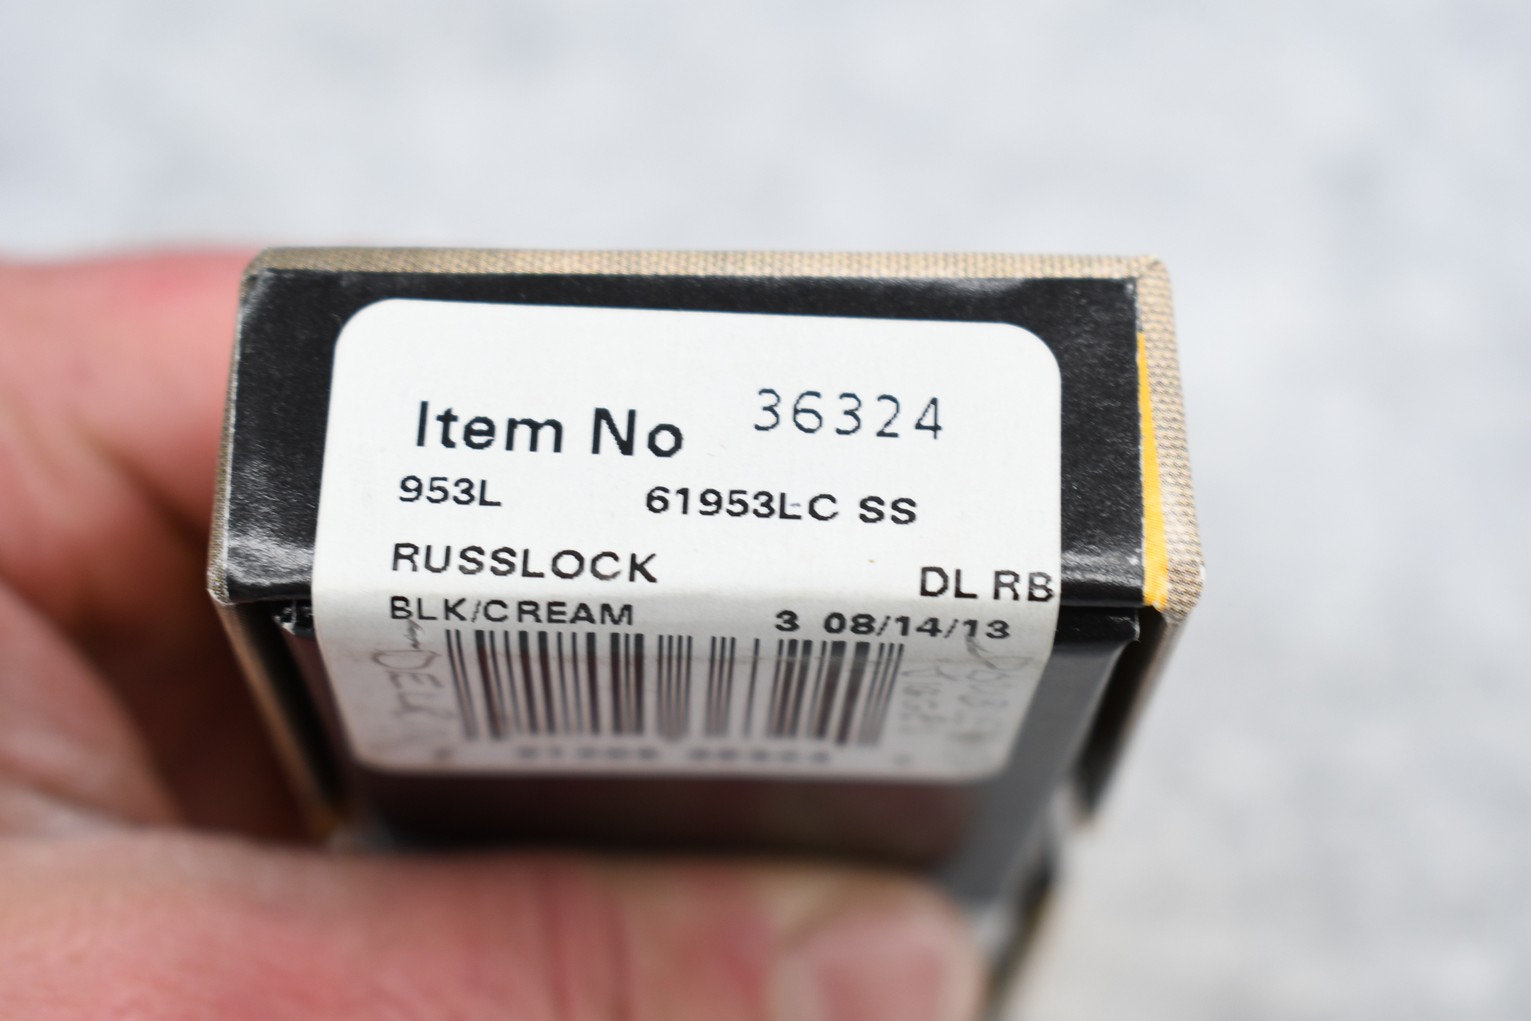 Item No 36324
953L 61953LC SS
RUSSLOCK DL RB
BLK/CREAM 3 08/14/13